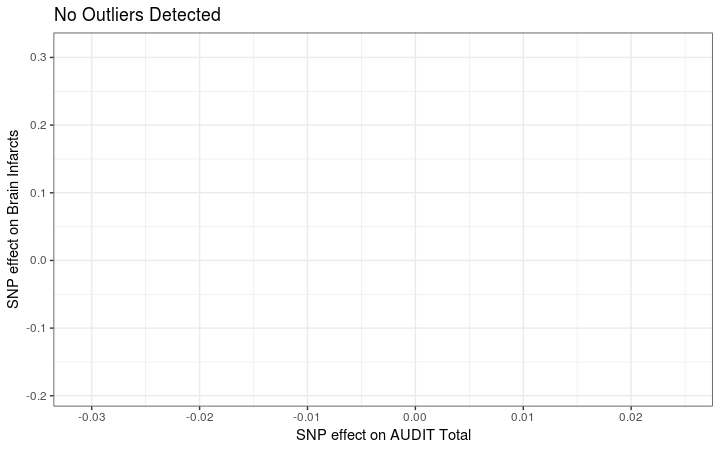 No Outliers Detected
SNP effect on Brain Infarcts
0.3
0.2
0.1
0.0
-0.1
-0.2
-0.03 -0.02 -0.01 0.00 0.01 0.02
SNP effect on AUDIT Total